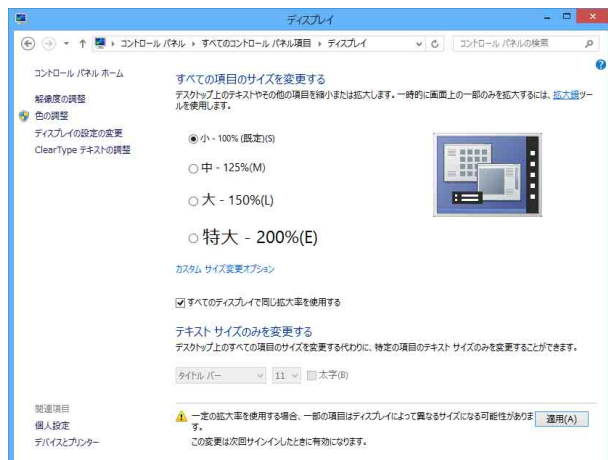 ディスプレイ
コントロール パネル ▸ すべてのコントロール パネル項目 ▸ ディスプレイ
コントロール パネルの検索
コントロール パネル ホーム
解像度の調整
色の調整
ディスプレイの設定の変更
ClearType テキストの調整
すべての項目のサイズを変更する
デスクトップ上のテキストやその他の項目を縮小または拡大します。一時的に画面上の一部のみを拡大するには、拡大鏡ツー
ルを使用します。
小 - 100% (既定)(S)
中 - 125%(M)
大 - 150%(L)
特大 - 200%(E)
カスタム サイズ変更オプション
すべてのディスプレイで同じ拡大率を使用する
テキスト サイズのみを変更する
デスクトップ上のすべての項目のサイズを変更する代わりに、特定の項目のテキスト サイズのみを変更することができます。
タイトル バー
11
太字(B)
関連項目
個人設定
デバイスとプリンター
一定の拡大率を使用する場合、一部の項目はディスプレイによって異なるサイズになる可能性がありま
す。
この変更は次回サインインしたときに有効になります。
適用(A)